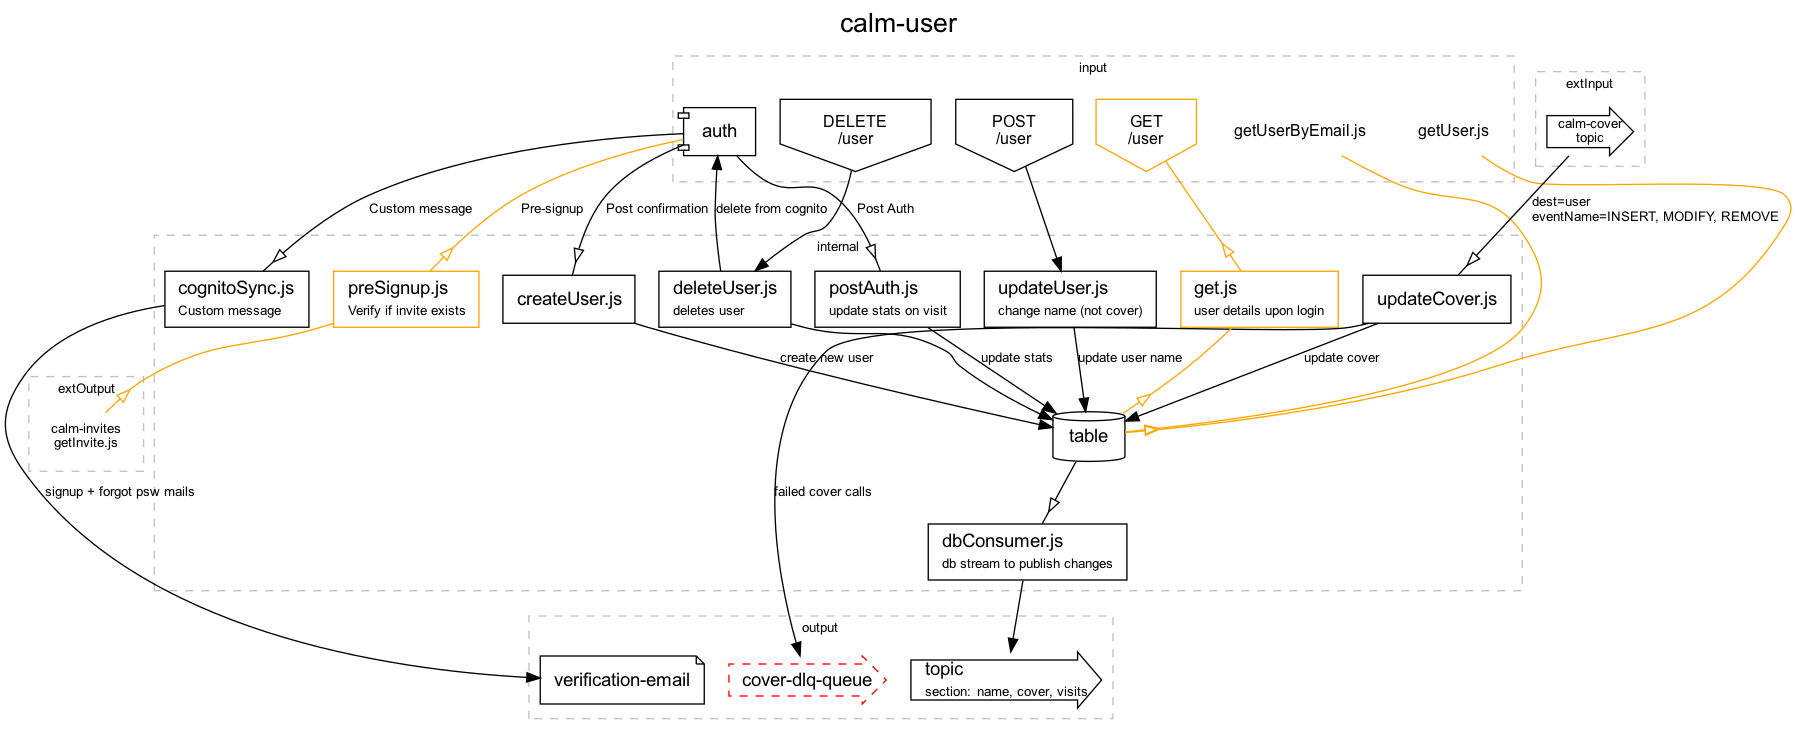 calm-user
input
extInput
auth
DELETE
/user
POST
/user
GET
/user
getUserByEmail.js
getUser.js
calm-cover
topic
Custom message
Pre-signup
Post confirmation
delete from cognito
Post Auth
dest=user
eventName=INSERT, MODIFY, REMOVE
internal
cognitoSync.js
Custom message
preSignup.js
Verify if invite exists
createUser.js
deleteUser.js
deletes user
postAuth.js
update stats on visit
updateUser.js
change name (not cover)
get.js
user details upon login
updateCover.js
create new user
update stats
update user name
update cover
extOutput
calm-invites
getInvite.js
table
signup + forgot psw mails
failed cover calls
dbConsumer.js
db stream to publish changes
output
verification-email
cover-dlq-queue
topic
section: name, cover, visits